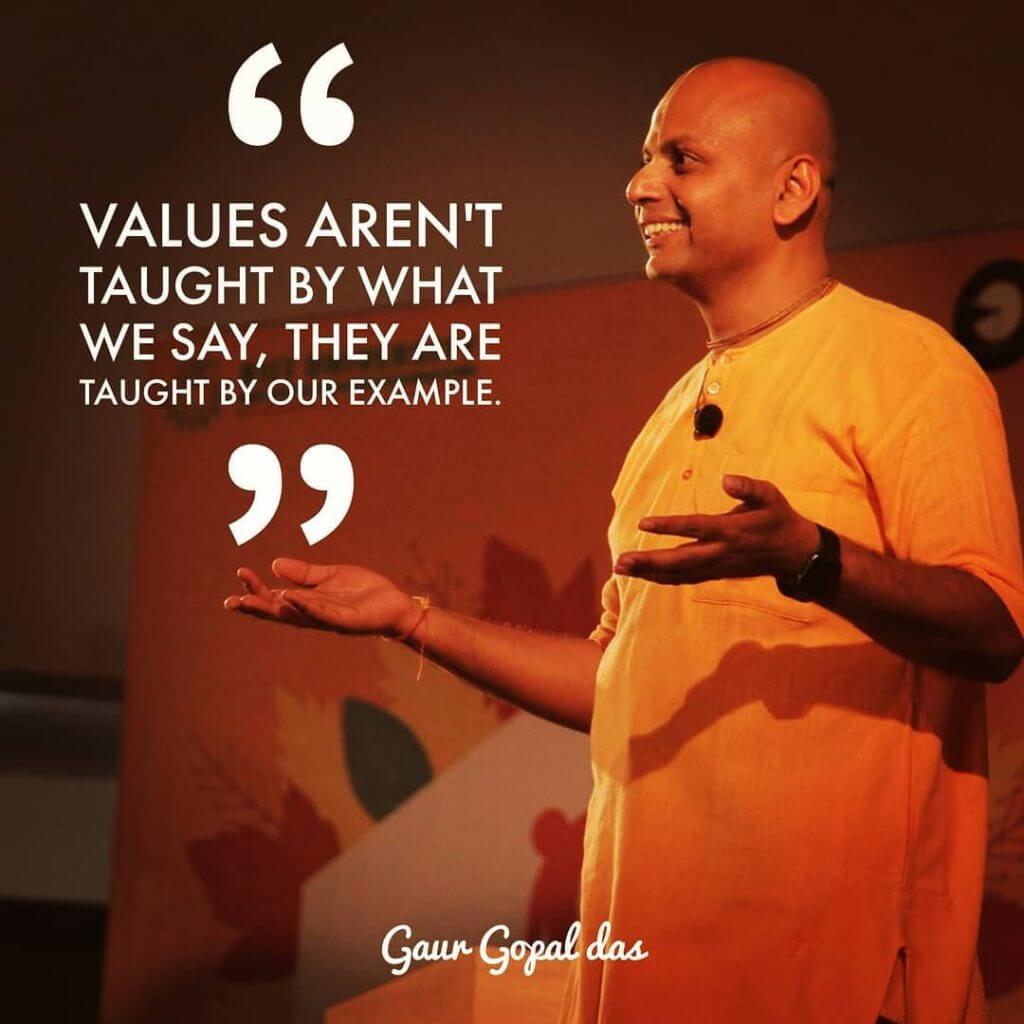 “
VALUES AREN'T
TAUGHT BY WHAT
WE SAY, THEY ARE
TAUGHT BY OUR EXAMPLE.
”
Gaur Gopal das